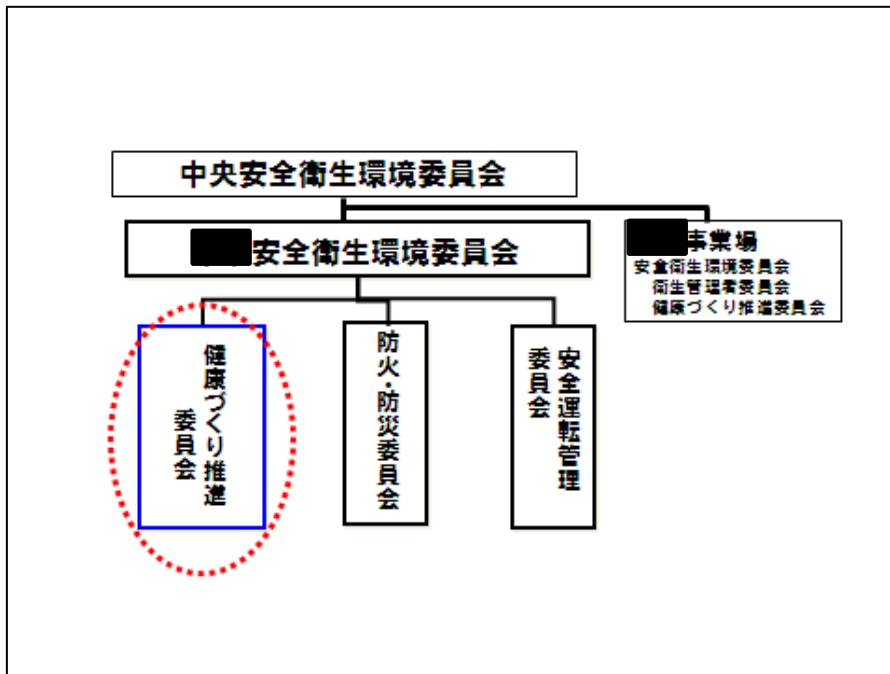 中央安全衛生環境委員会
安全衛生環境委員会
事業場
安全衛生環境委員会
衛生管理者委員会
健康づくり推進委員会
健康づくり推進
委員会
防火・防災委員会
安全運転管理
委員会